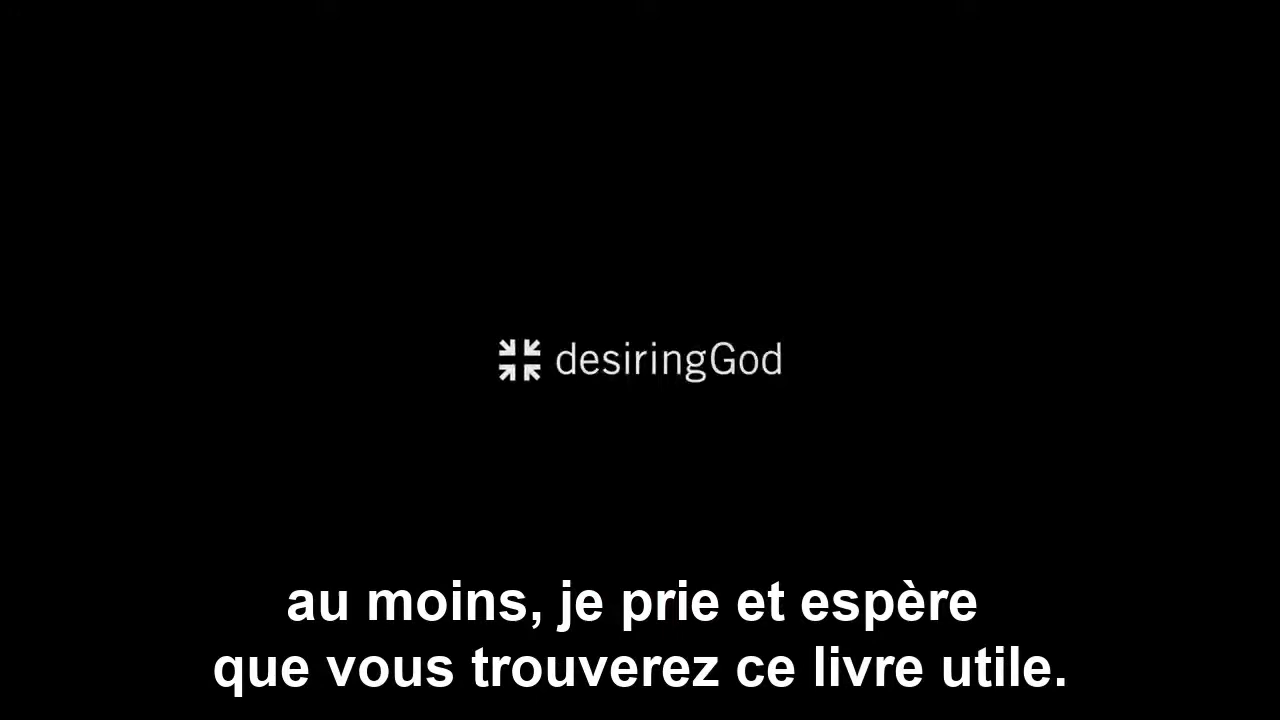 desiringGod
au moins, je prie et espère
que vous trouverez ce livre utile.